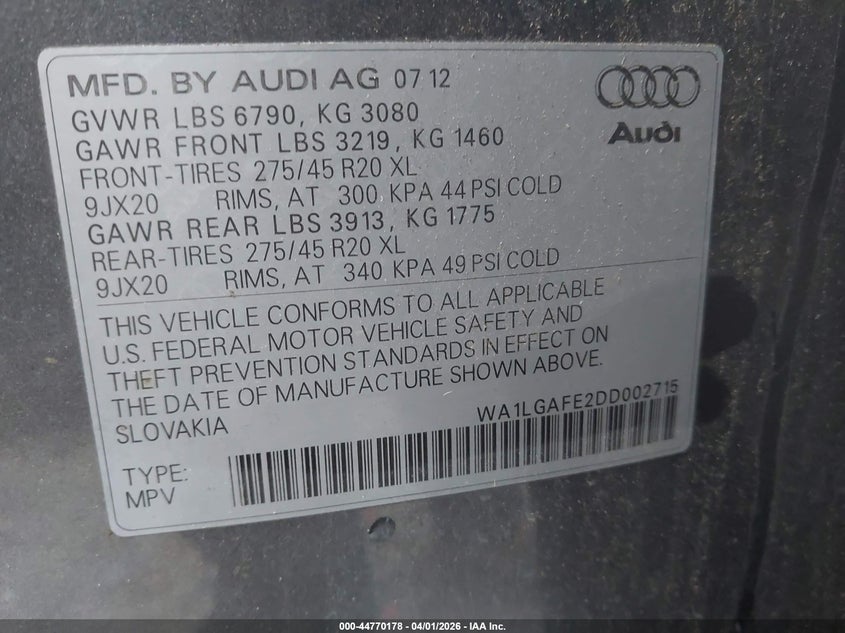 MFD. BY AUDI AG 07 12
GVWR LBS 6790, KG 3080
GAWR FRONT LBS 3219, KG 1460
FRONT-TIRES 275/45 R20 XL
9JX20 RIMS, AT 300 KPA 44 PSI COLD
GAWR REAR LBS 3913, KG 1775
REAR-TIRES 275/45 R20 XL
9JX20 RIMS, AT 340 KPA 49 PSI COLD
Audi
THIS VEHICLE CONFORMS TO ALL APPLICABLE
U.S. FEDERAL MOTOR VEHICLE SAFETY AND
THEFT PREVENTION STANDARDS IN EFFECT ON
THE DATE OF MANUFACTURE SHOWN ABOVE.
SLOVAKIA
WA1LGAFE2DD002715
TYPE:
MPV
000-44770178 - 04/01/2026 - IAA Inc.